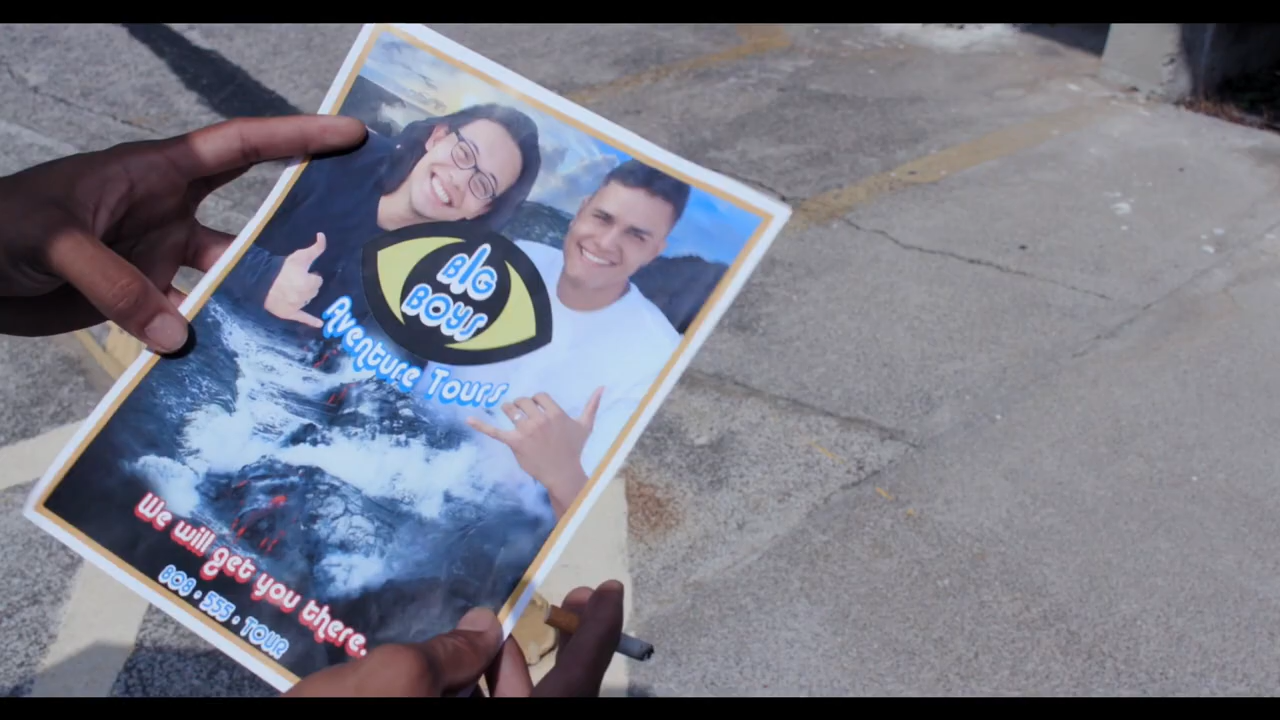 BIG
BOYS
Aventure Tours
We will get you there.
808 • 555 • TOUR